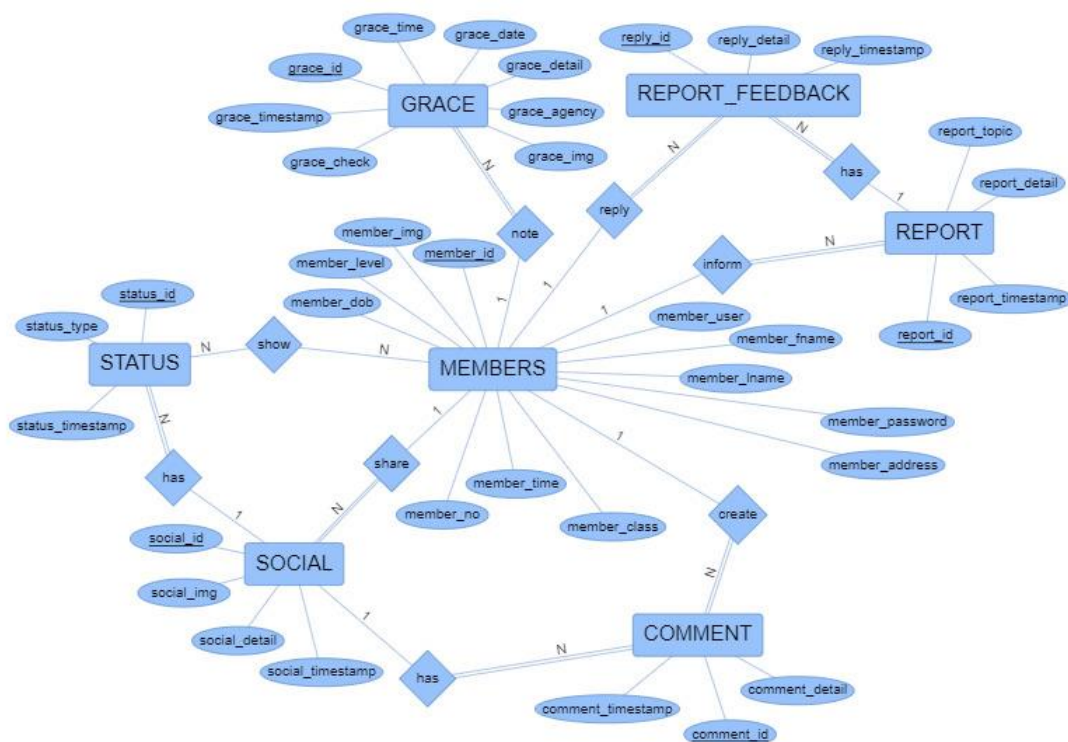 grace_time
grace_date
grace_id
grace_detail
GRACE
grace_timestamp
grace_agency
grace_check
grace_img
reply_id
reply_detail
reply_timestamp
REPORT_FEEDBACK
N
N
N
has
1
report_topic
report_detail
REPORT
report_timestamp
report_id
reply
note
1
1
inform
1
N
member_img
member_id
member_level
member_dob
member_user
member_fname
member_lname
member_password
member_address
MEMBERS
status_id
status_type
STATUS
status_timestamp
N
show
N
N
has
1
1
share
N
member_no
member_time
member_class
1
create
N
social_id
SOCIAL
social_img
social_detail
social_timestamp
1
has
N
COMMENT
comment_timestamp
comment_detail
comment_id